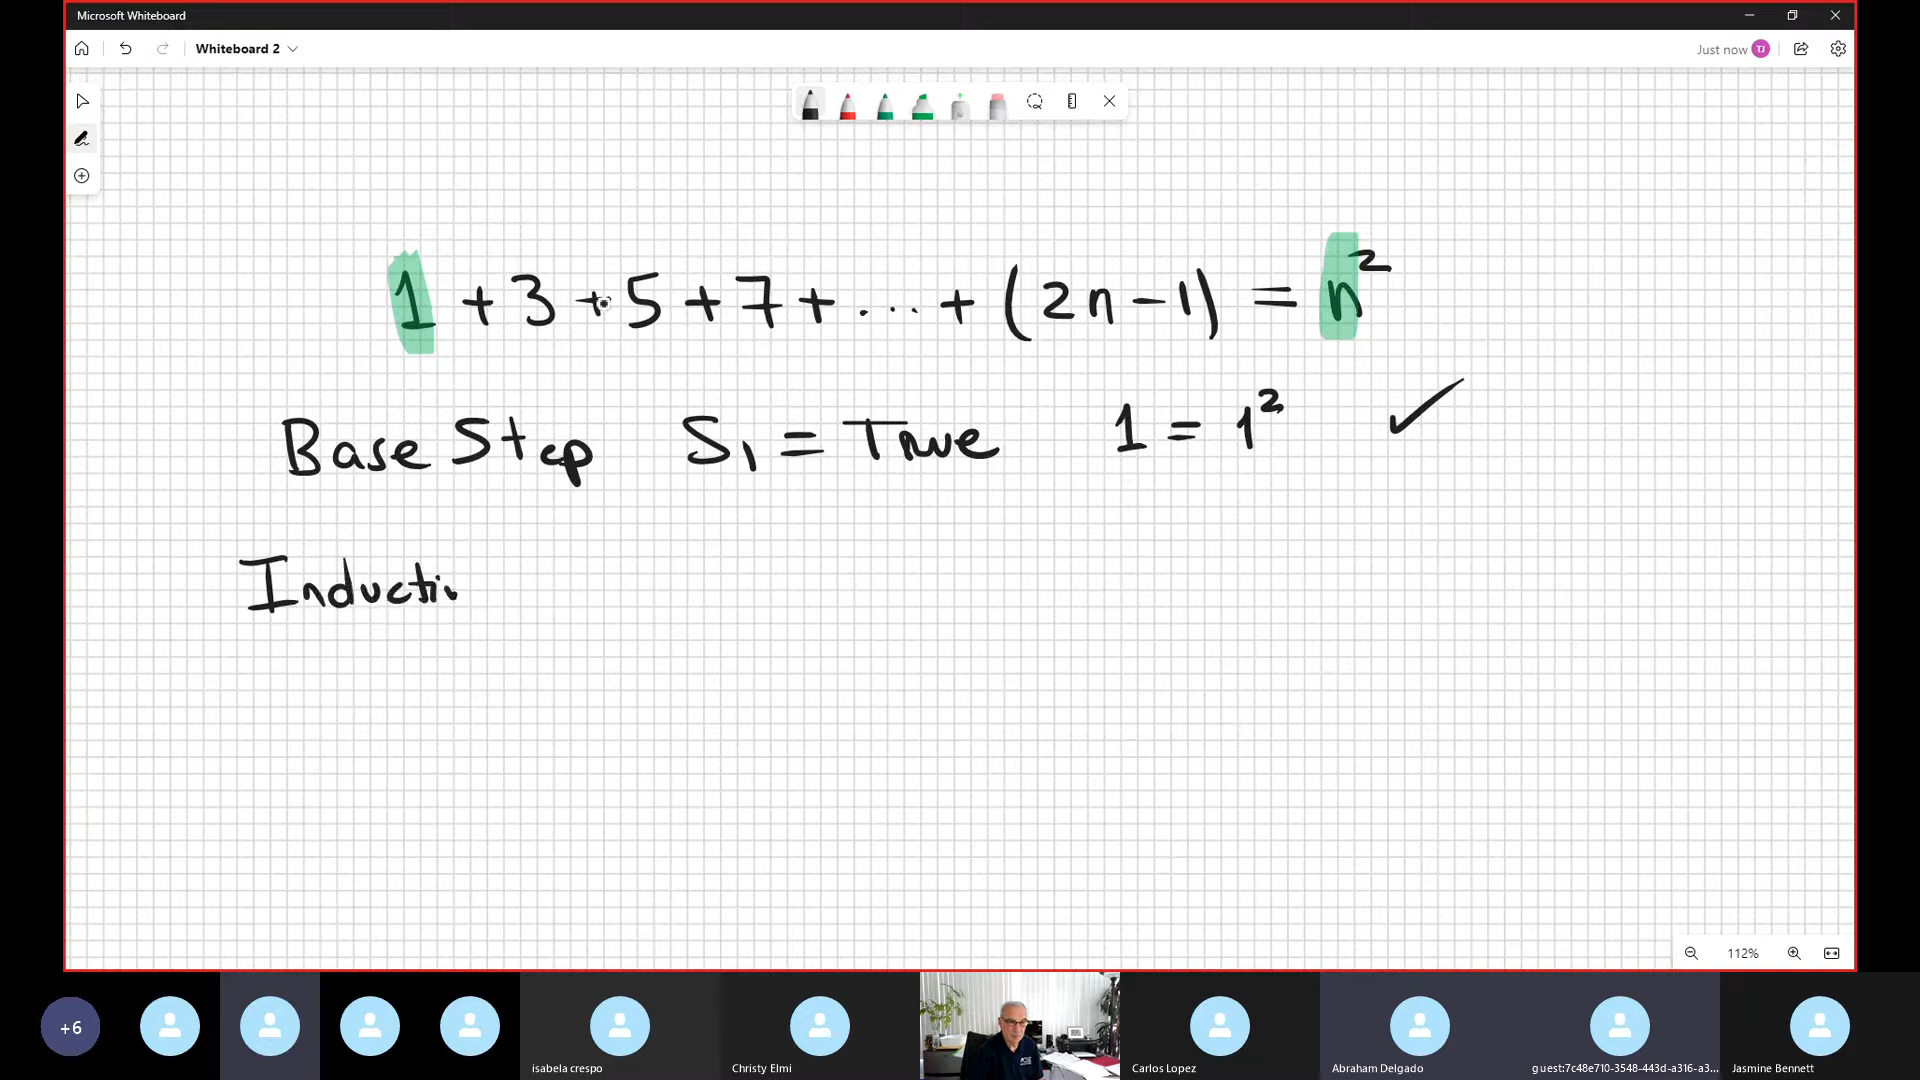 Microsoft Whiteboard
Whiteboard 2
Just now TJ
1 + 3 + 5 + 7 + ... + (2n - 1) = n²
Base Step S₁ = True 1 = 1² ✓
Inducti
112%
+6
isabela crespo
Christy Elmi
Carlos Lopez
Abraham Delgado
guest:7c48e710-3548-443d-a316-a3...
Jasmine Bennett